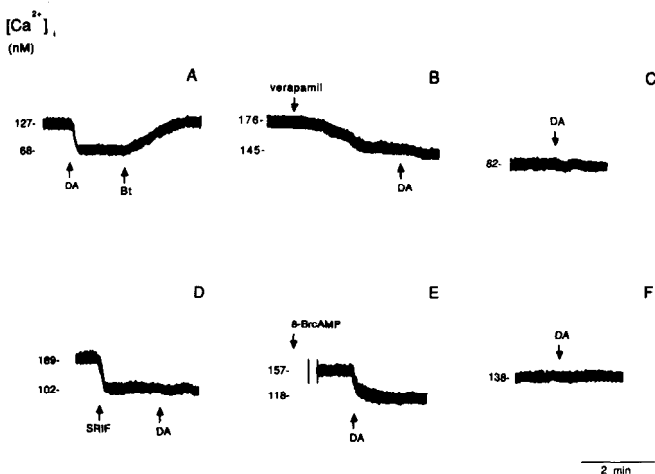 [Ca²⁺]i
(nM)
A
B
C
verapamil
DA
127-
68-
DA
Bt
176-
145-
DA
82-
D
E
F
8-BrcAMP
DA
169-
102-
SRIF
DA
157-
118-
DA
138-
2 min